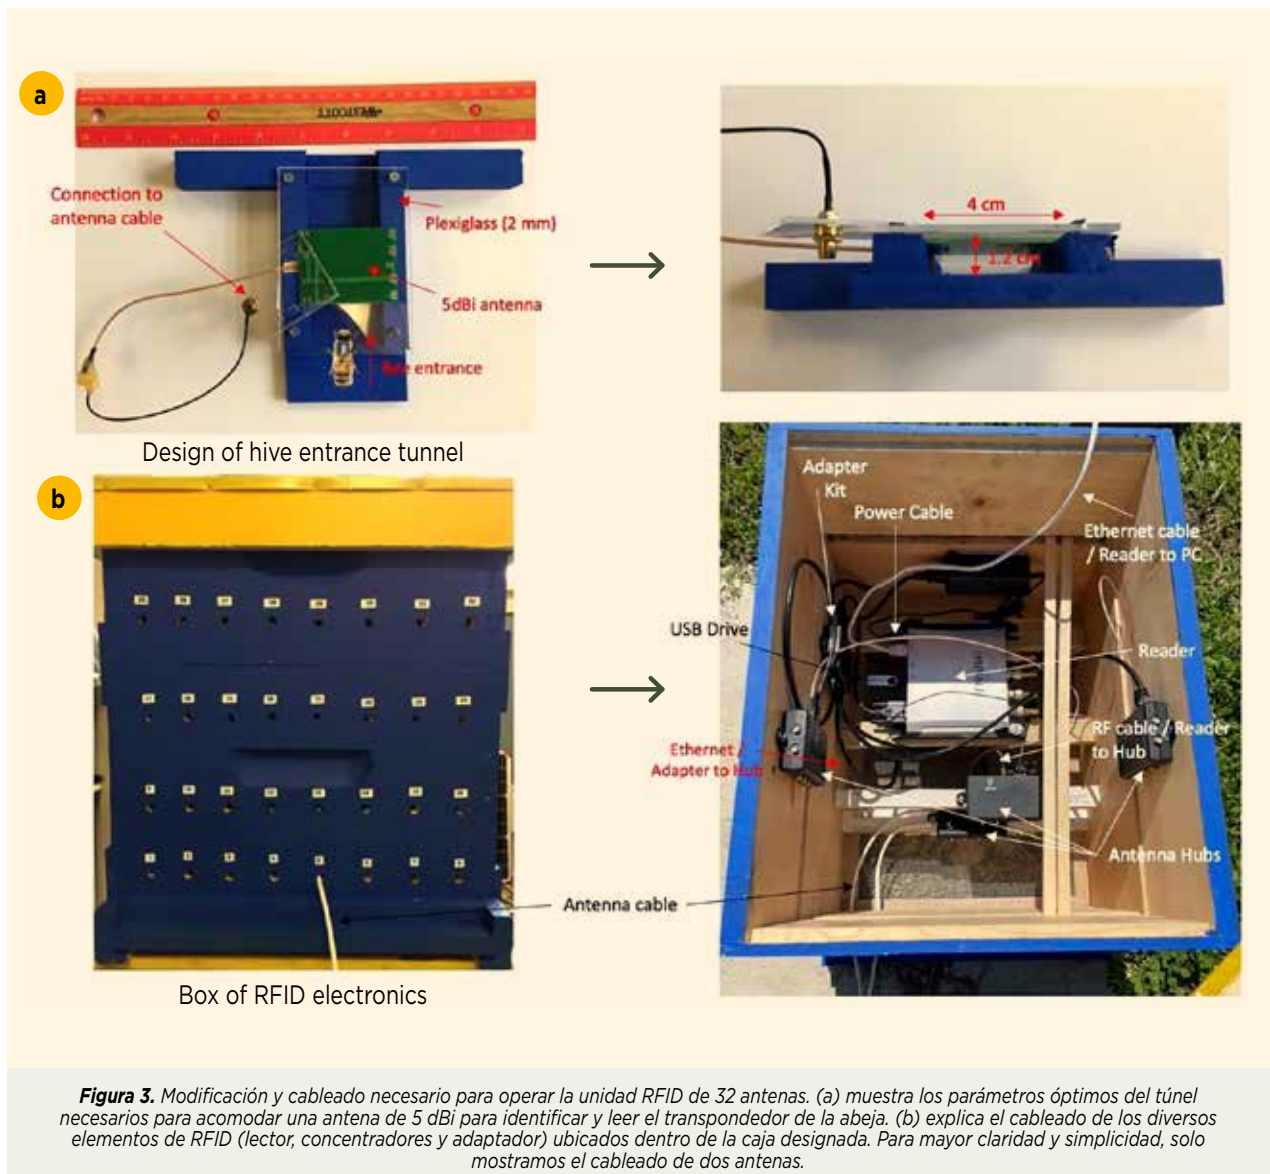 a
WESTCOTT
Connection to
antenna cable
Plexiglass (2 mm)
5dBi antenna
Bee entrance
4 cm
1.2 cm
Design of hive entrance tunnel
b
Adapter
Kit
Power Cable
Ethernet cable
/ Reader to PC
USB Drive
Reader
RF cable / Reader
to Hub
Ethernet /
Adapter to Hub
Antenna Hubs
Antenna cable
Box of RFID electronics
Figura 3. Modificación y cableado necesario para operar la unidad RFID de 32 antenas. (a) muestra los parámetros óptimos del túnel
necesarios para acomodar una antena de 5 dBi para identificar y leer el transpondedor de la abeja. (b) explica el cableado de los diversos
elementos de RFID (lector, concentradores y adaptador) ubicados dentro de la caja designada. Para mayor claridad y simplicidad, solo
mostramos el cableado de dos antenas.